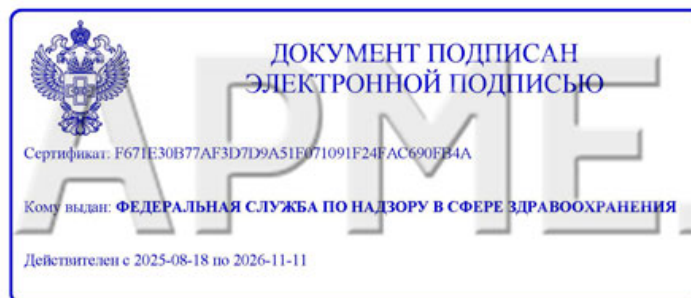 ДОКУМЕНТ ПОДПИСАН
ЭЛЕКТРОННОЙ ПОДПИСЬЮ
Сертификат: F671E30B77AF3D7D9A51F071091F24FAC690FB4A
Кому выдан: ФЕДЕРАЛЬНАЯ СЛУЖБА ПО НАДЗОРУ В СФЕРЕ ЗДРАВООХРАНЕНИЯ
Действителен с 2025-08-18 по 2026-11-11
АРМЕ